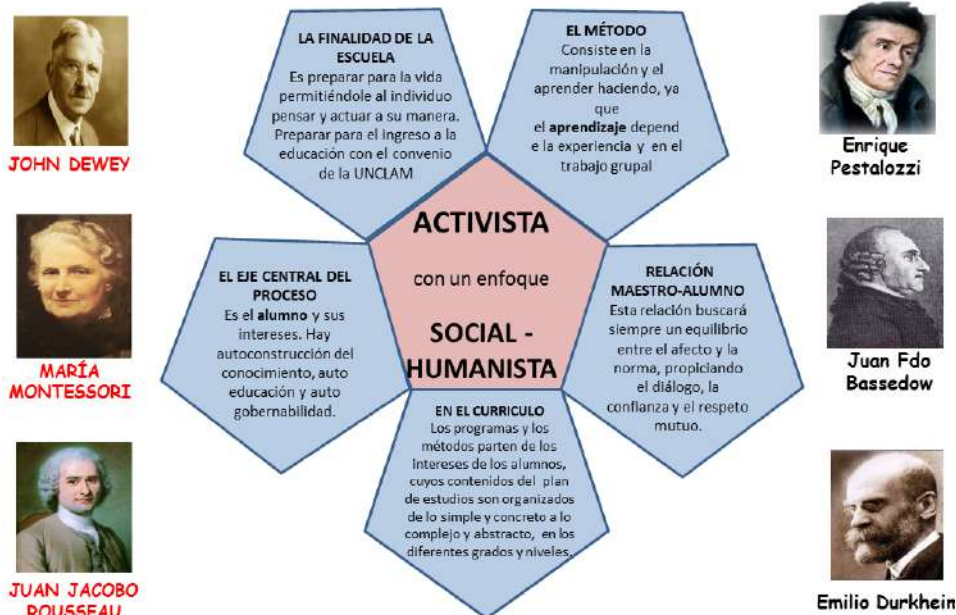 JOHN DEWEY
MARÍA
MONTESSORI
JUAN JACOBO
ROUSSEAU
LA FINALIDAD DE LA
ESCUELA
Es preparar para la vida
permitiéndole al individuo
pensar y actuar a su manera.
Preparar para el ingreso a la
educación con el convenio
de la UNCLAM
EL MÉTODO
Consiste en la
manipulación y el
aprender haciendo, ya
que
el aprendizaje depend
e la experiencia y en el
trabajo grupal
EL EJE CENTRAL DEL
PROCESO
Es el alumno y sus
intereses. Hay
autoconstrucción del
conocimiento, auto
educación y auto
gobernabilidad.
ACTIVISTA
con un enfoque
SOCIAL -
HUMANISTA
RELACIÓN
MAESTRO-ALUMNO
Esta relación buscará
siempre un equilibrio
entre el afecto y la
norma, propiciando
el diálogo, la
confianza y el respeto
mutuo.
EN EL CURRICULO
Los programas y los
métodos parten de los
intereses de los alumnos,
cuyos contenidos del plan
de estudios son organizados
de lo simple y concreto a lo
complejo y abstracto, en los
diferentes grados y niveles.
Enrique
Pestalozzi
Juan Fdo
Bassedow
Emilio Durkhein